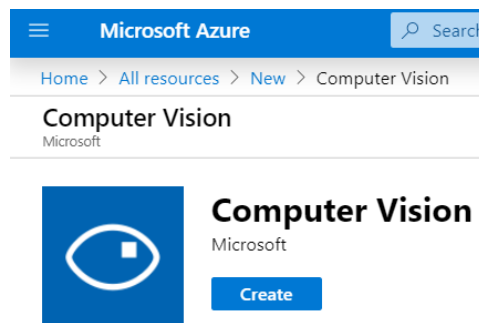 Microsoft Azure
Search
Home > All resources > New > Computer Vision
Computer Vision
Microsoft
Computer Vision
Microsoft
Create